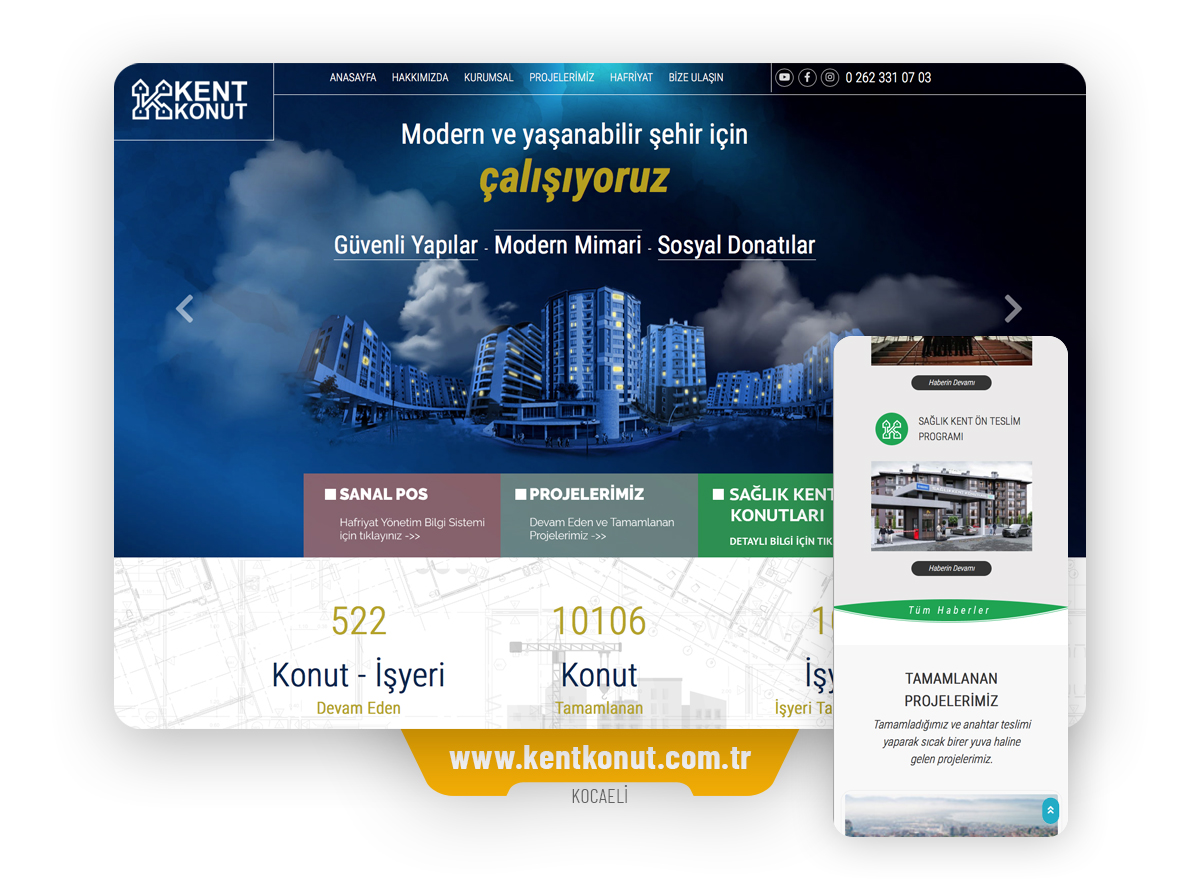 KENT
KONUT
ANASAYFA HAKKIMIZDA KURUMSAL PROJELERİMİZ HAFRİYAT BİZE ULAŞIN
0 262 331 07 03
Modern ve yaşanabilir şehir için
çalışıyoruz
Güvenli Yapılar - Modern Mimari - Sosyal Donatılar
SANAL POS
Hafriyat Yönetim Bilgi Sistemi
için tıklayınız ->>
PROJELERİMİZ
Devam Eden ve Tamamlanan
Projelerimiz ->>
SAĞLIK KENT
KONUTLARI
DETAYLI BİLGİ İÇİN TIK
522
Konut - İşyeri
Devam Eden
10106
Konut
Tamamlanan
İşy
İşyeri Ta
Haberin Devamı
SAĞLIK KENT ÖN TESLİM
PROGRAMI
Haberin Devamı
Tüm Haberler
TAMAMLANAN
PROJELERİMİZ
Tamamladığımız ve anahtar teslimi
yaparak sıcak birer yuva haline
gelen projelerimiz.
www.kentkonut.com.tr
KOCAELİ